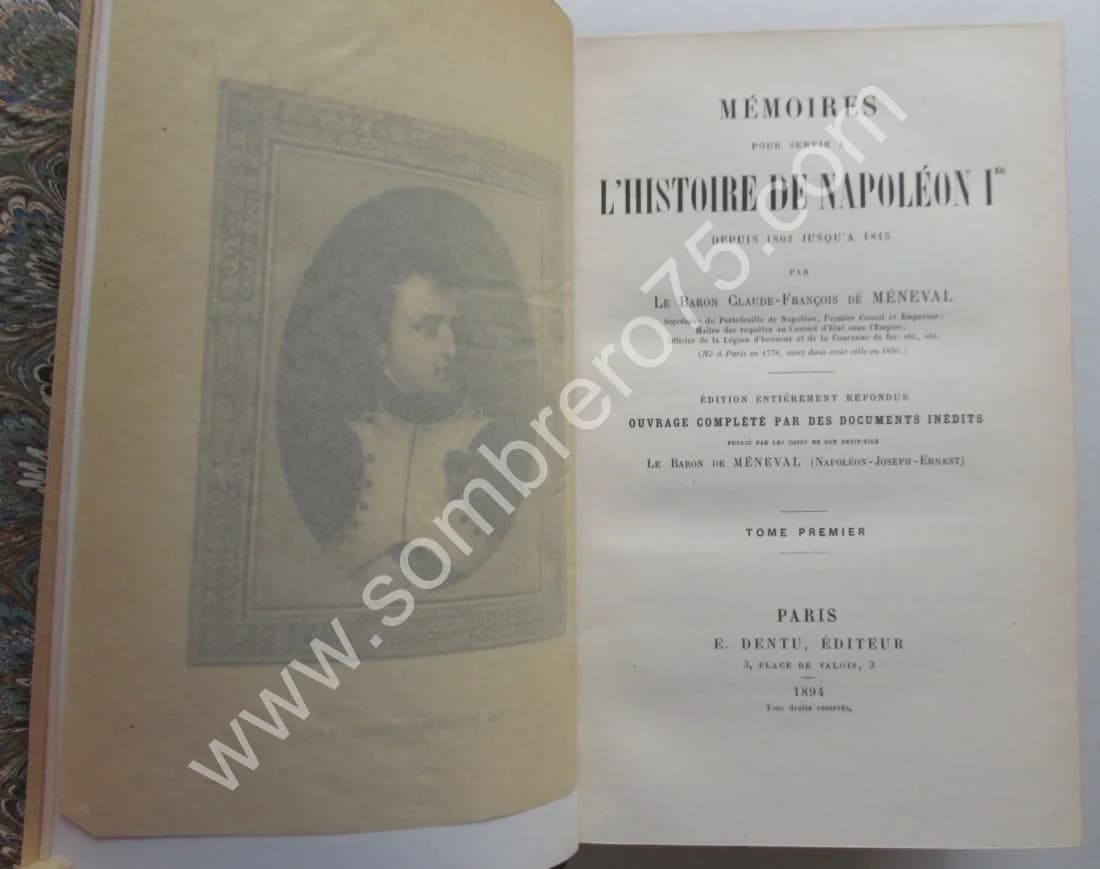 MÉMOIRES
POUR SERVIR A
L'HISTOIRE DE NAPOLÉON Iᴱᴿ
DEPUIS 1802 JUSQU'A 1815
PAR
LE BARON CLAUDE-FRANÇOIS DE MÉNEVAL
Secrétaire du Portefeuille de Napoléon, Premier Consul et Empereur;
Maître des requêtes au Conseil d'État sous l'Empire;
Officier de la Légion d'honneur et de la Couronne de fer, etc., etc.
(Né à Paris en 1778, mort dans cette ville en 1850.)
ÉDITION ENTIÈREMENT REFONDUE
OUVRAGE COMPLÉTÉ PAR DES DOCUMENTS INÉDITS
PUBLIÉ PAR LES SOINS DE SON PETIT-FILS
LE BARON DE MÉNEVAL (NAPOLÉON-JOSEPH-ERNEST)
TOME PREMIER
PARIS
E. DENTU, ÉDITEUR
3, PLACE DE VALOIS, 3
1894
Tous droits réservés.
www.sombrero75.com